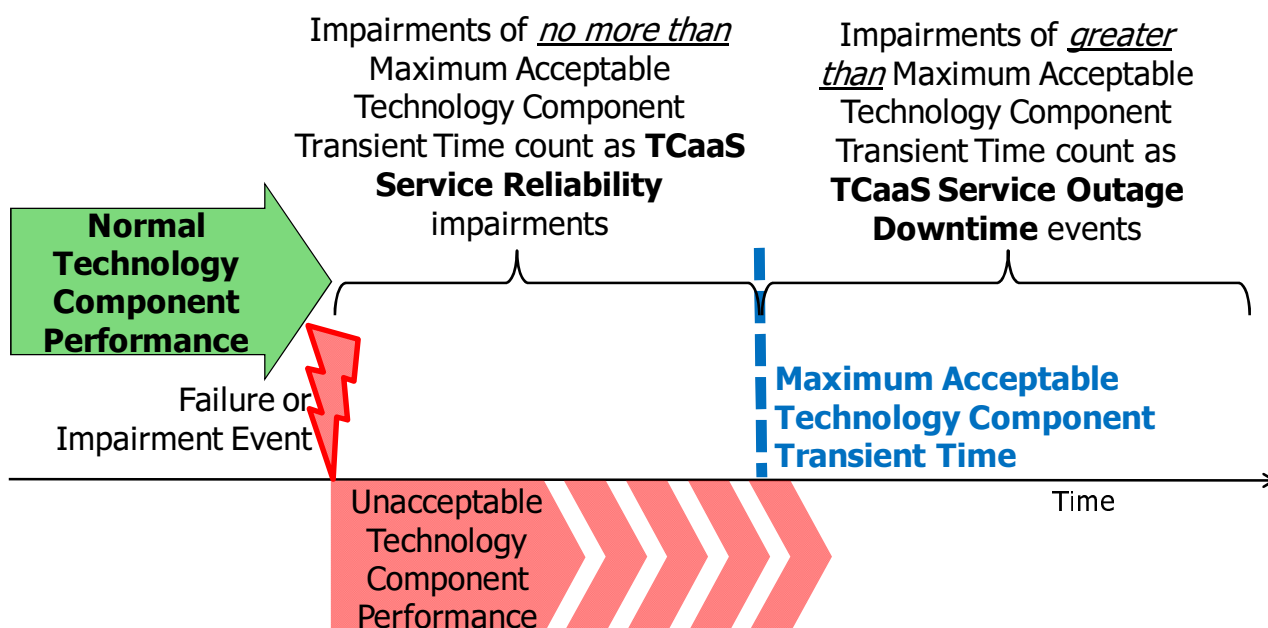 Impairments of no more than
Maximum Acceptable
Technology Component
Transient Time count as TCaaS
Service Reliability
impairments
Impairments of greater
than Maximum Acceptable
Technology Component
Transient Time count as
TCaaS Service Outage
Downtime events
Normal
Technology
Component
Performance
Failure or
Impairment Event
Maximum Acceptable
Technology Component
Transient Time
Time
Unacceptable
Technology
Component
Performance